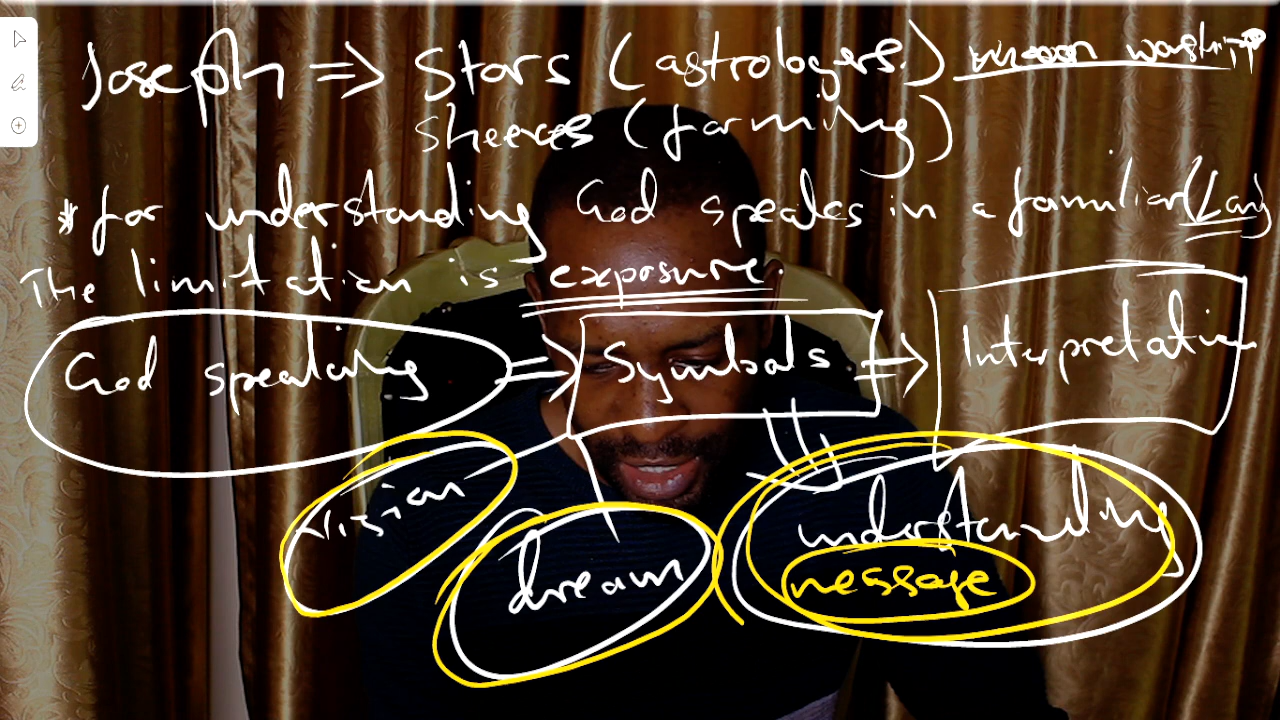 Joseph => Stars (astrologers.) moon worship
Sheeves (farming)
* for understanding God speaks in a familiar (Lang
The limitation is exposure.
God speaking => Symbols => Interpretation
Vision
understanding
dream
message